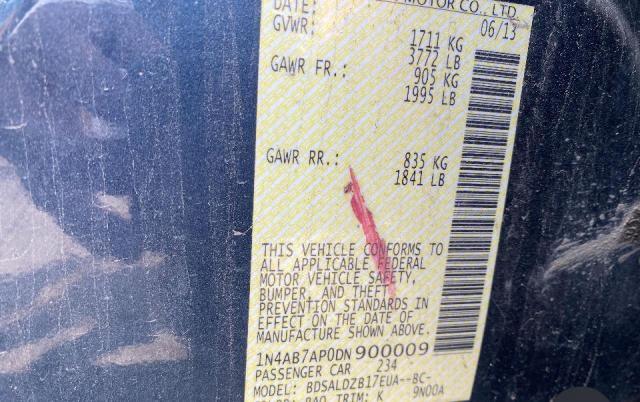 DATE: MOTOR CO., LTD
06/13
GVWR:
1711 KG
3772 LB
GAWR FR.: 905 KG
1995 LB
GAWR RR.: 835 KG
1841 LB
THIS VEHICLE CONFORMS TO
ALL APPLICABLE FEDERAL
MOTOR VEHICLE SAFETY,
BUMPER, AND THEFT
PREVENTION STANDARDS IN
EFFECT ON THE DATE OF
MANUFACTURE SHOWN ABOVE.
1N4AB7AP0DN900009
PASSENGER CAR 234
MODEL: BDSALDZB17EUA--BC-
TRIM: K 9N00A